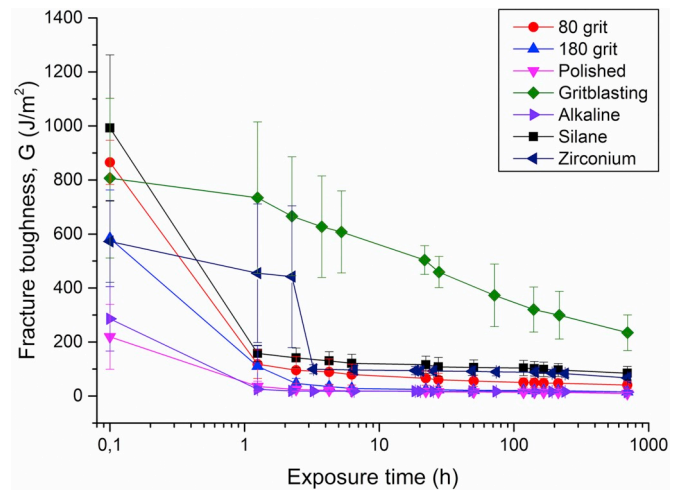 1400
1200
1000
800
600
400
200
0
Fracture toughness, G (J/m²)
80 grit
180 grit
Polished
Gritblasting
Alkaline
Silane
Zirconium
0,1 1 10 100 1000
Exposure time (h)